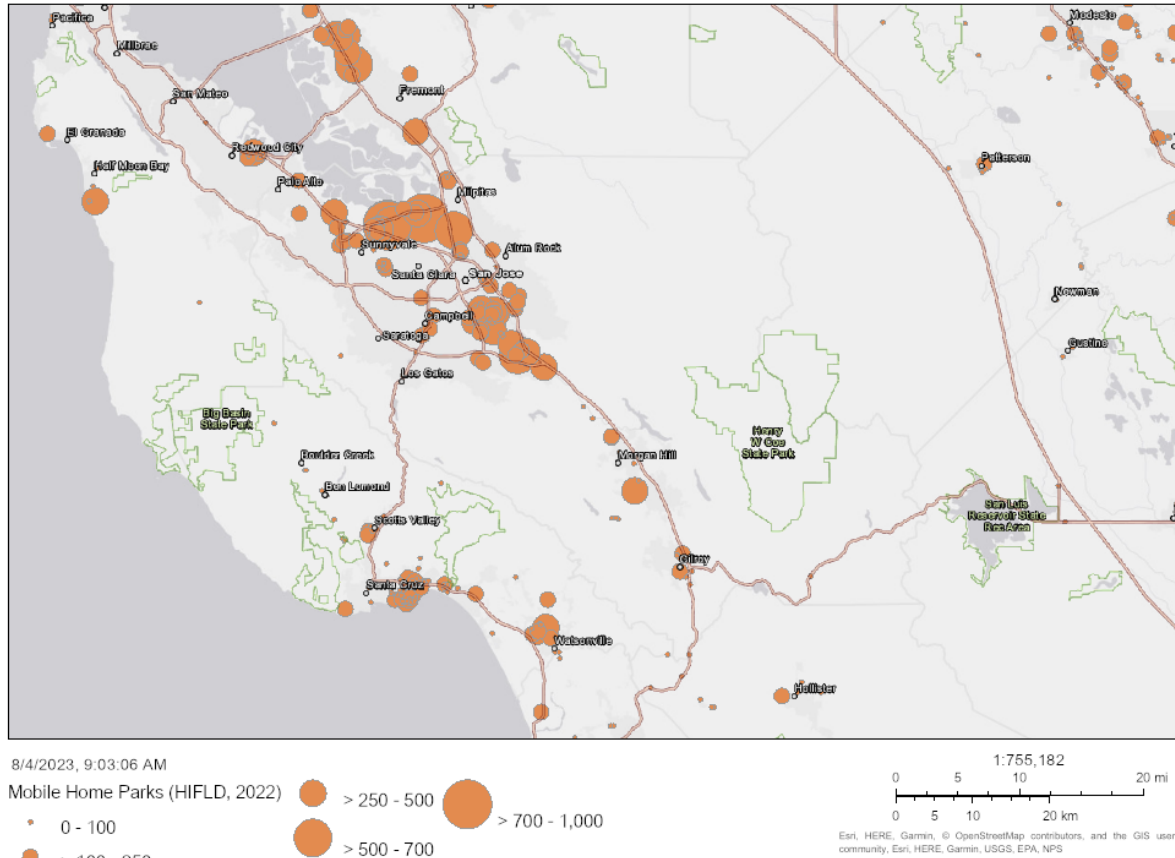 Pacifica
Millbrae
San Mateo
El Granada
Redwood City
Half Moon Bay
Palo Alto
Fremont
Milpitas
Modesto
Patterson
Sunnyvale
Alum Rock
Santa Clara
San Jose
Campbell
Saratoga
Los Gatos
Newman
Gustine
Big Basin
State Park
Boulder Creek
Ben Lomond
Scotts Valley
Santa Cruz
Morgan Hill
Henry
W Coe
State Park
San Luis
Reservoir State
Rec Area
Gilroy
Watsonville
Hollister
8/4/2023, 9:03:06 AM
Mobile Home Parks (HIFLD, 2022)
0 - 100
> 250 - 500
> 500 - 700
> 700 - 1,000
1:755,182
0 5 10 20 mi
0 5 10 20 km
Esri, HERE, Garmin, © OpenStreetMap contributors, and the GIS user
community, Esri, HERE, Garmin, USGS, EPA, NPS